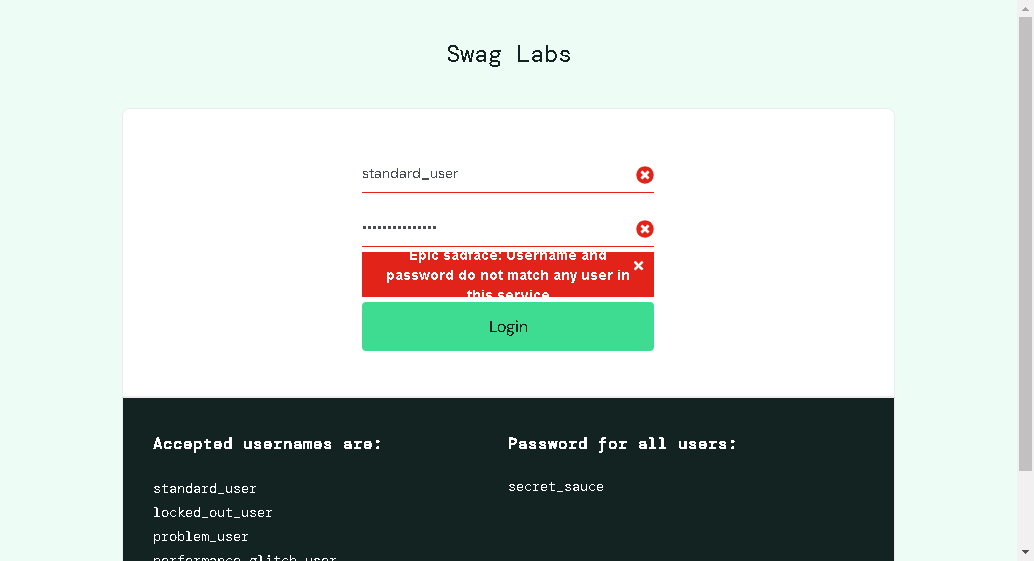 Swag Labs
standard_user
•••••••••••••••
Epic sadface: Username and
password do not match any user in
this service
Login
Accepted usernames are:
standard_user
locked_out_user
problem_user
performance_glitch_user
Password for all users:
secret_sauce